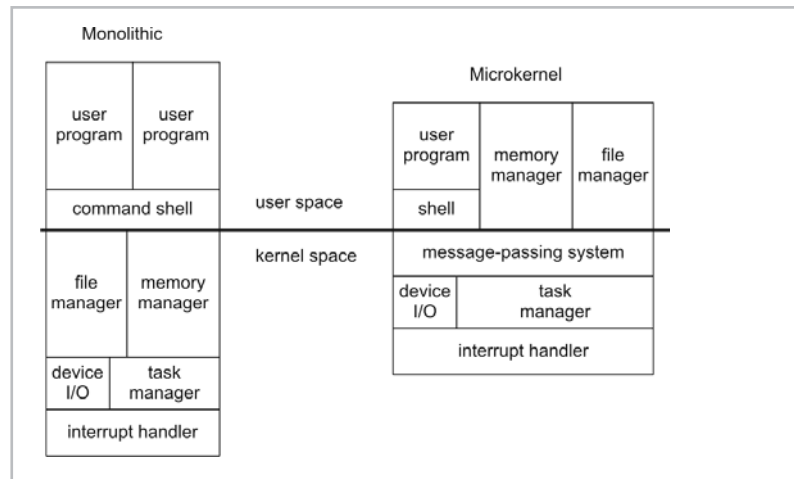 Monolithic
user
program
user
program
command shell
file
manager
memory
manager
device
I/O
task
manager
interrupt handler
user space
kernel space
Microkernel
user
program
shell
memory
manager
file
manager
message-passing system
device
I/O
task
manager
interrupt handler